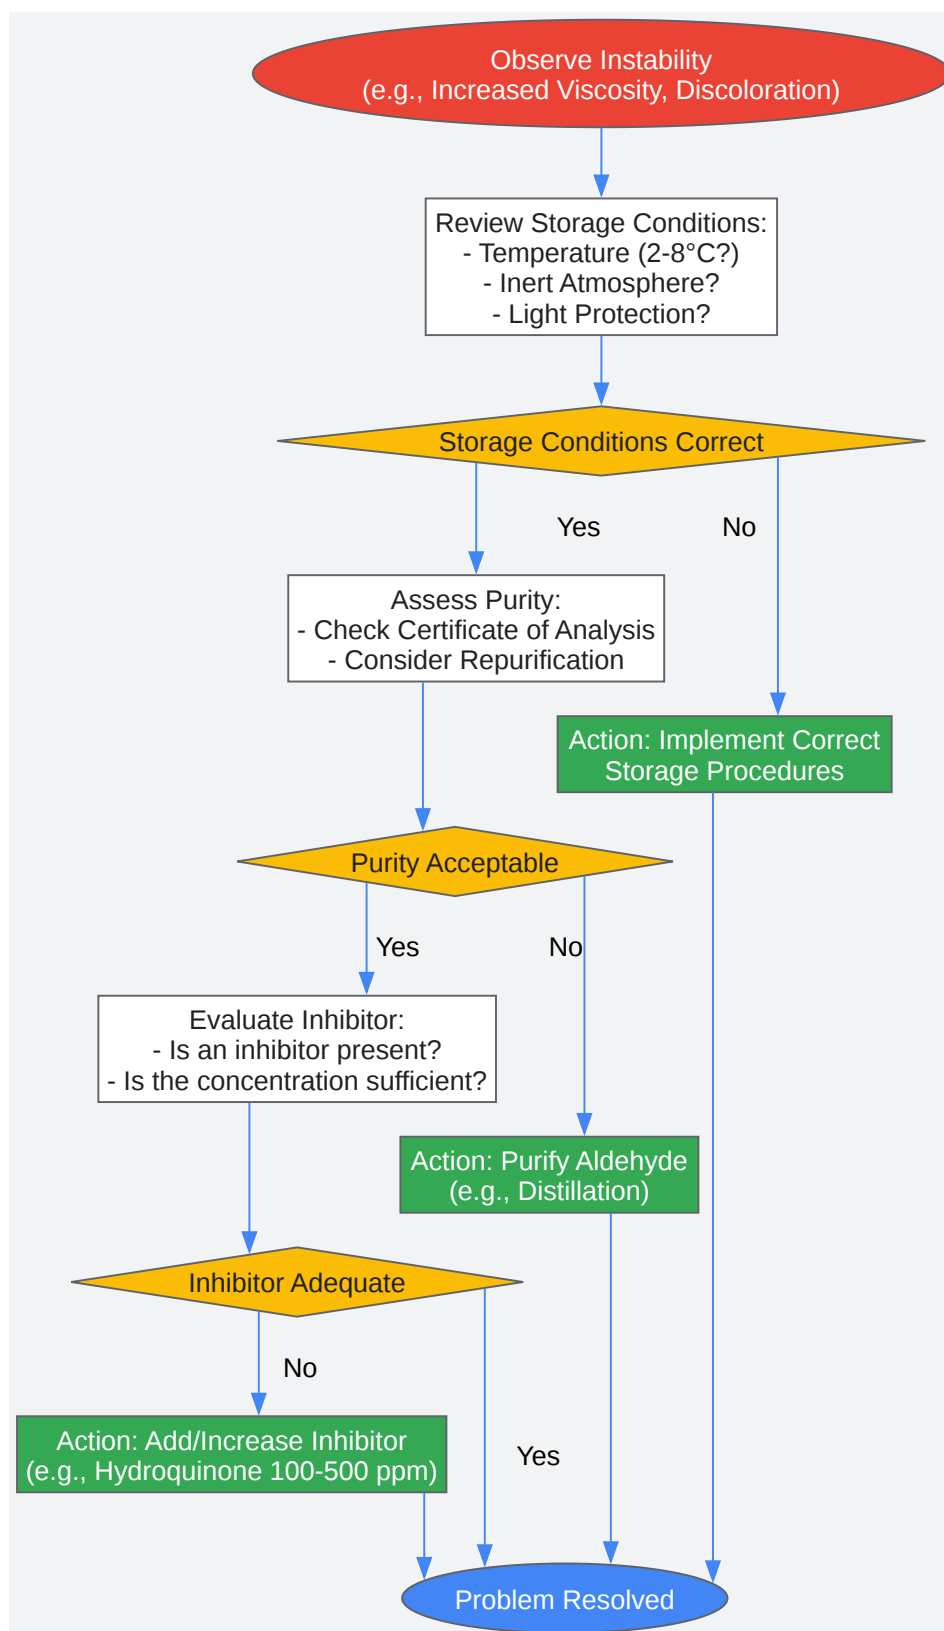 Observe Instability
(e.g., Increased Viscosity, Discoloration)
Review Storage Conditions:
- Temperature (2-8°C?)
- Inert Atmosphere?
- Light Protection?
Storage Conditions Correct
Yes
No
Assess Purity:
- Check Certificate of Analysis
- Consider Repurification
Action: Implement Correct
Storage Procedures
Purity Acceptable
Yes
No
Evaluate Inhibitor:
- Is an inhibitor present?
- Is the concentration sufficient?
Action: Purify Aldehyde
(e.g., Distillation)
Inhibitor Adequate
No
Action: Add/Increase Inhibitor
(e.g., Hydroquinone 100-500 ppm)
Yes
Problem Resolved